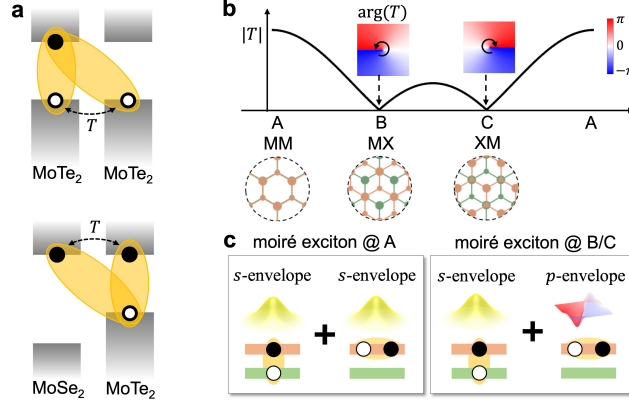 a
T
MoTe₂ MoTe₂
T
MoSe₂ MoTe₂
b
|T|
arg(T)
π
0
−π
A B C A
MM MX XM
c
moiré exciton @ A
s-envelope s-envelope
+
moiré exciton @ B/C
s-envelope p-envelope
+